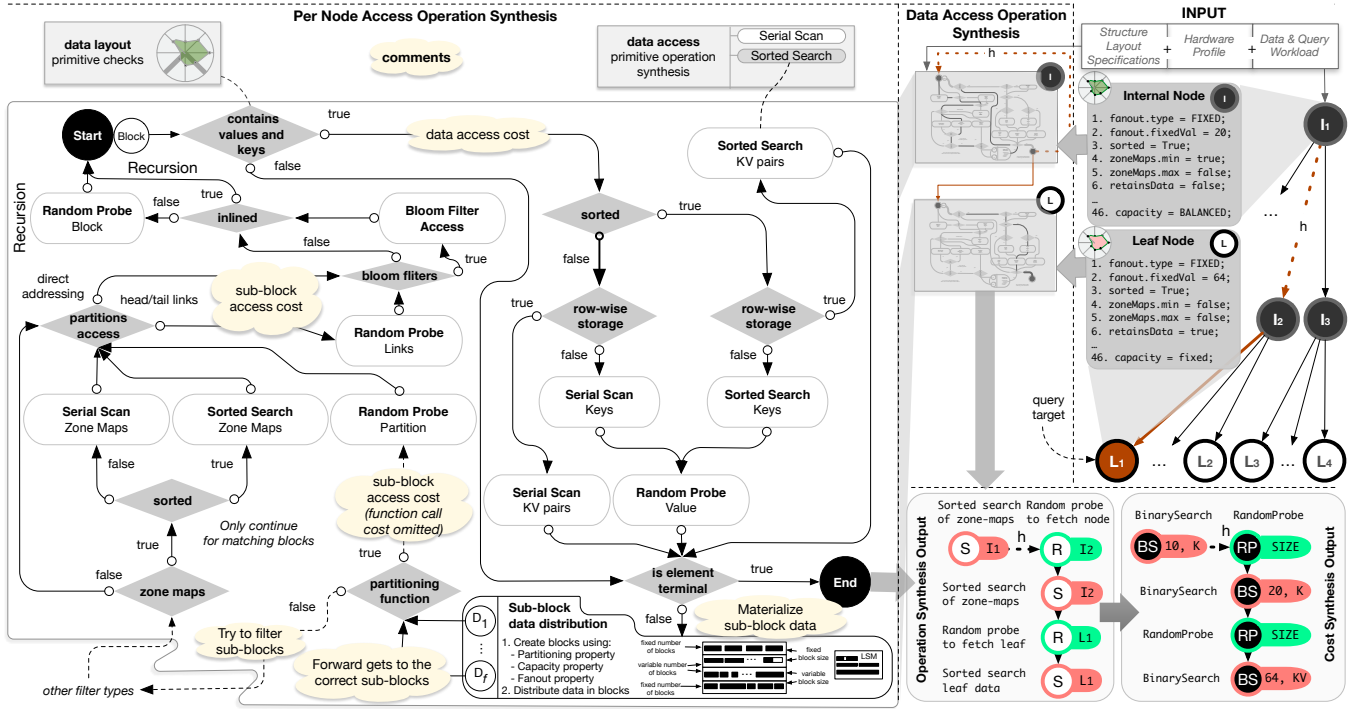 Per Node Access Operation Synthesis
data layout
primitive checks
comments
data access
primitive operation
synthesis
Serial Scan
Sorted Search
Start
Block
contains
values and
keys
true
false
data access cost
Sorted Search
KV pairs
Recursion
Recursion
true
false
Random Probe
Block
inlined
Bloom Filter
Access
false
true
bloom fliters
direct
addressing
head/tail links
sub-block
access cost
partitions
access
Random Probe
Links
sorted
true
false
true
row-wise
storage
false
row-wise
storage
true
false
Serial Scan
Keys
Sorted Search
Keys
Serial Scan
Zone Maps
Sorted Search
Zone Maps
Random Probe
Partition
false
true
sorted
sub-block
access cost
(function call
cost omitted)
Only continue
for matching blocks
true
true
false
zone maps
false
partitioning
function
Serial Scan
KV pairs
Random Probe
Value
is element
terminal
true
End
false
Materialize
sub-block data
Try to filter
sub-blocks
other filter types
Forward gets to the
correct sub-blocks
D1
⋮
Df
Sub-block
data distribution
1. Create blocks using:
- Partitioning property
- Capacity property
- Fanout property
2. Distribute data in blocks
fixed number
of blocks
variable number
of blocks
fixed number
of blocks
fixed
block size
variable
block size
LSM
Data Access Operation
Synthesis
h
I
L
INPUT
Structure
Layout
Specifications
+
Hardware
Profile
+
Data & Query
Workload
Internal Node
I
1. fanout.type = FIXED;
2. fanout.fixedVal = 20;
3. sorted = True;
4. zoneMaps.min = true;
5. zoneMaps.max = false;
6. retainsData = false;
…
46. capacity = BALANCED;
Leaf Node
L
1. fanout.type = FIXED;
2. fanout.fixedVal = 64;
3. sorted = True;
4. zoneMaps.min = false;
5. zoneMaps.max = false;
6. retainsData = true;
…
46. capacity = fixed;
I1
…
h
I2
I3
query
target
L1
…
L2
L3
…
L4
Operation Synthesis Output
Sorted search
of zone-maps
Random probe
to fetch node
S I1
h
R I2
Sorted search
of zone-maps
S I2
Random probe
to fetch leaf
R L1
Sorted search
leaf data
S L1
Cost Synthesis Output
BinarySearch
RandomProbe
BS 10, K
h
RP SIZE
BinarySearch
BS 20, K
RandomProbe
RP SIZE
BinarySearch
BS 64, KV